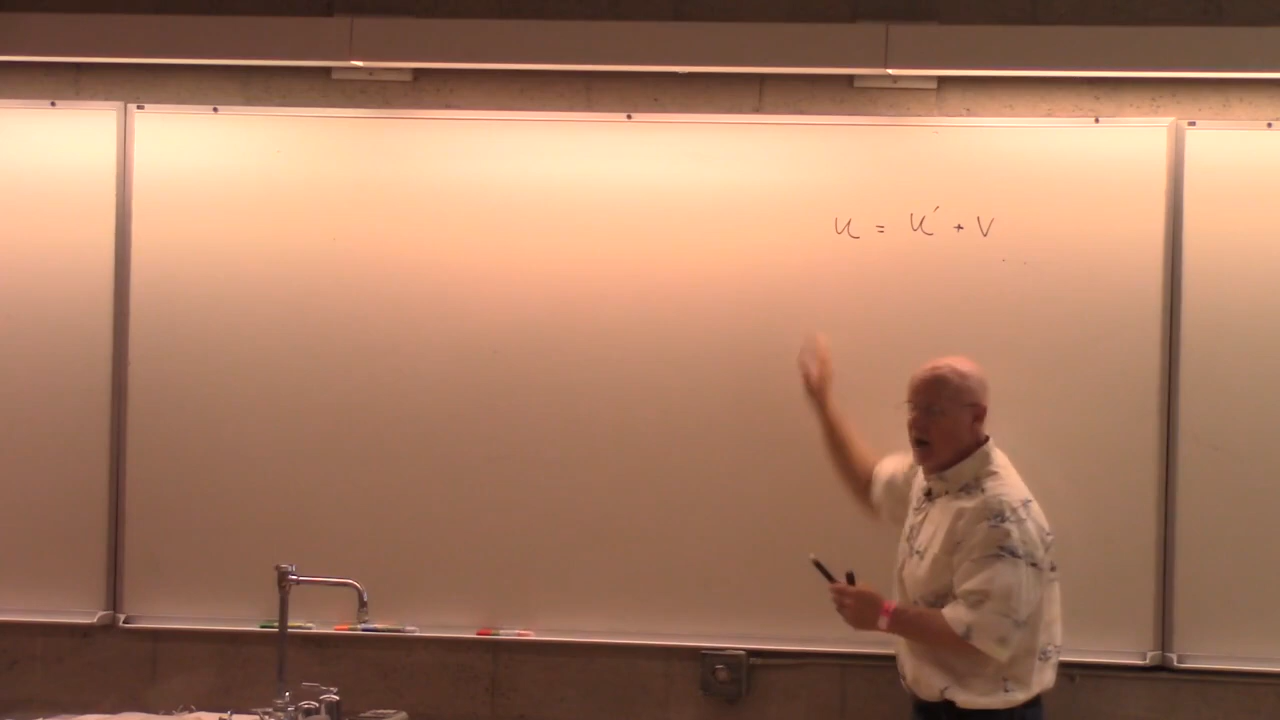 u = u' + v